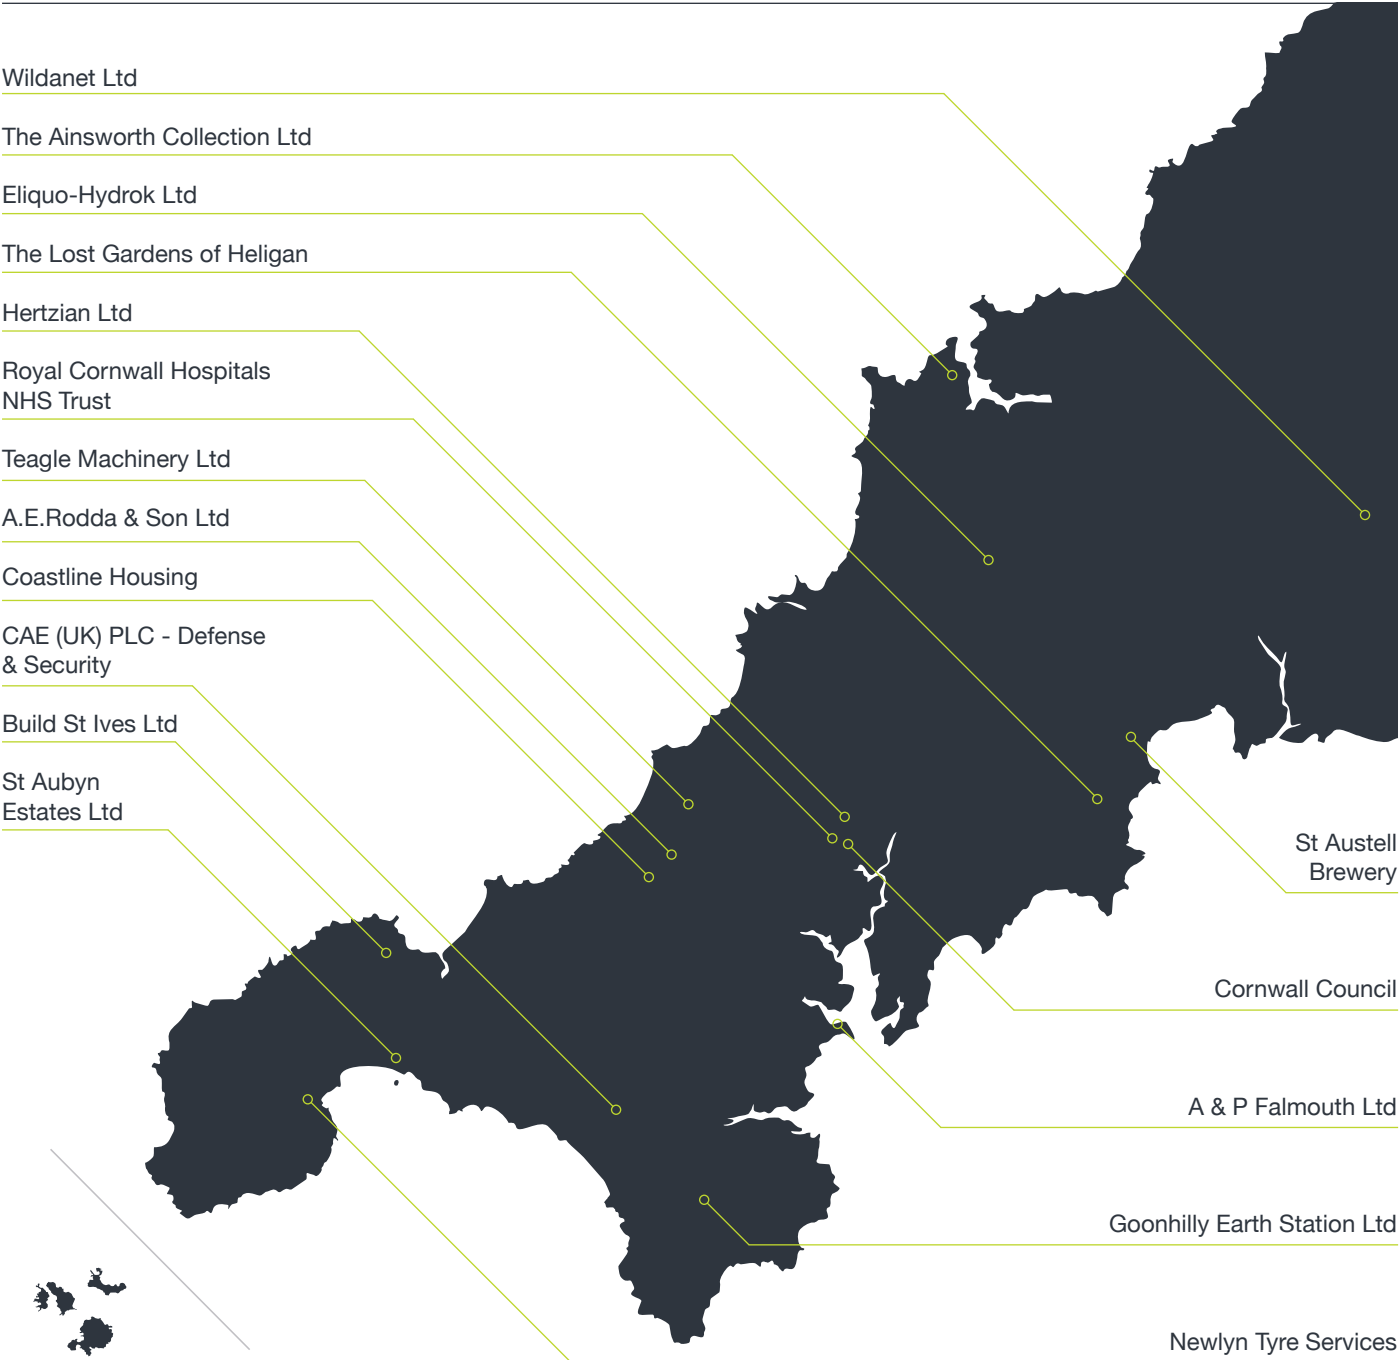 Wildanet Ltd
The Ainsworth Collection Ltd
Eliquo-Hydrok Ltd
The Lost Gardens of Heligan
Hertzian Ltd
Royal Cornwall Hospitals
NHS Trust
Teagle Machinery Ltd
A.E.Rodda & Son Ltd
Coastline Housing
CAE (UK) PLC - Defense
& Security
Build St Ives Ltd
St Aubyn
Estates Ltd
St Austell
Brewery
Cornwall Council
A & P Falmouth Ltd
Goonhilly Earth Station Ltd
Newlyn Tyre Services